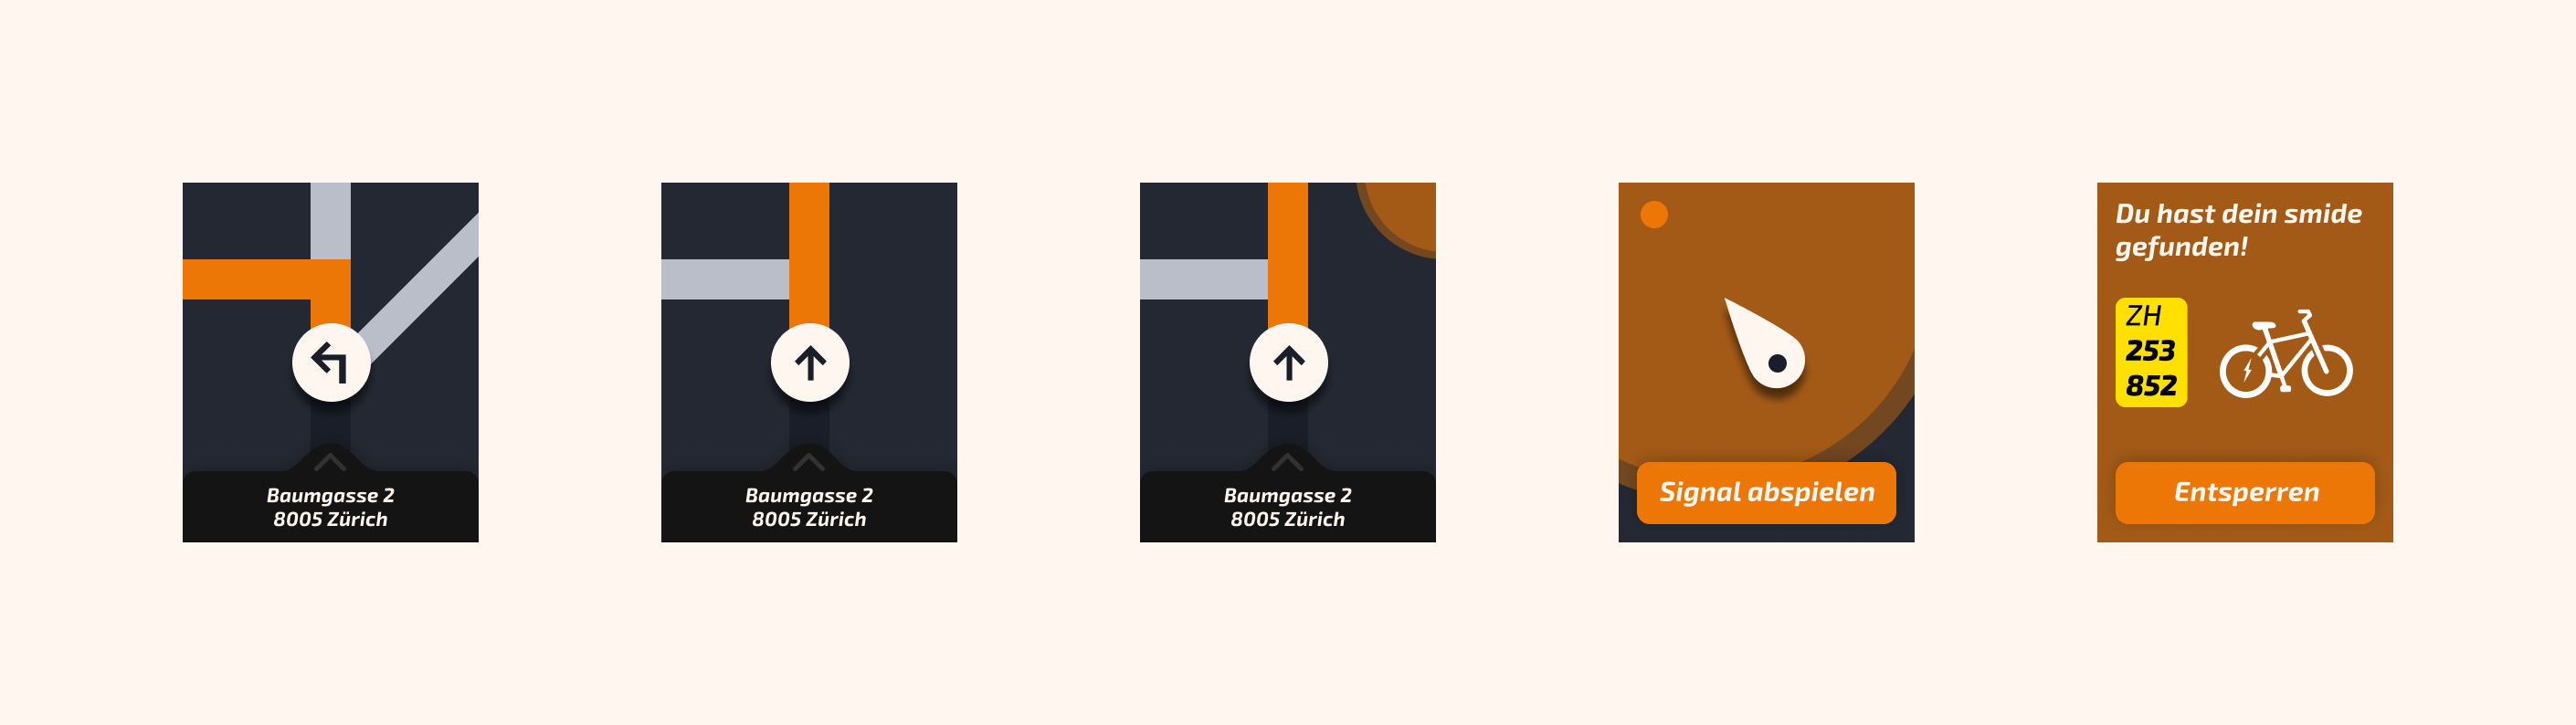 Baumgasse 2
8005 Zürich
Baumgasse 2
8005 Zürich
Baumgasse 2
8005 Zürich
Signal abspielen
Du hast dein smide
gefunden!
ZH
253
852
Entsperren